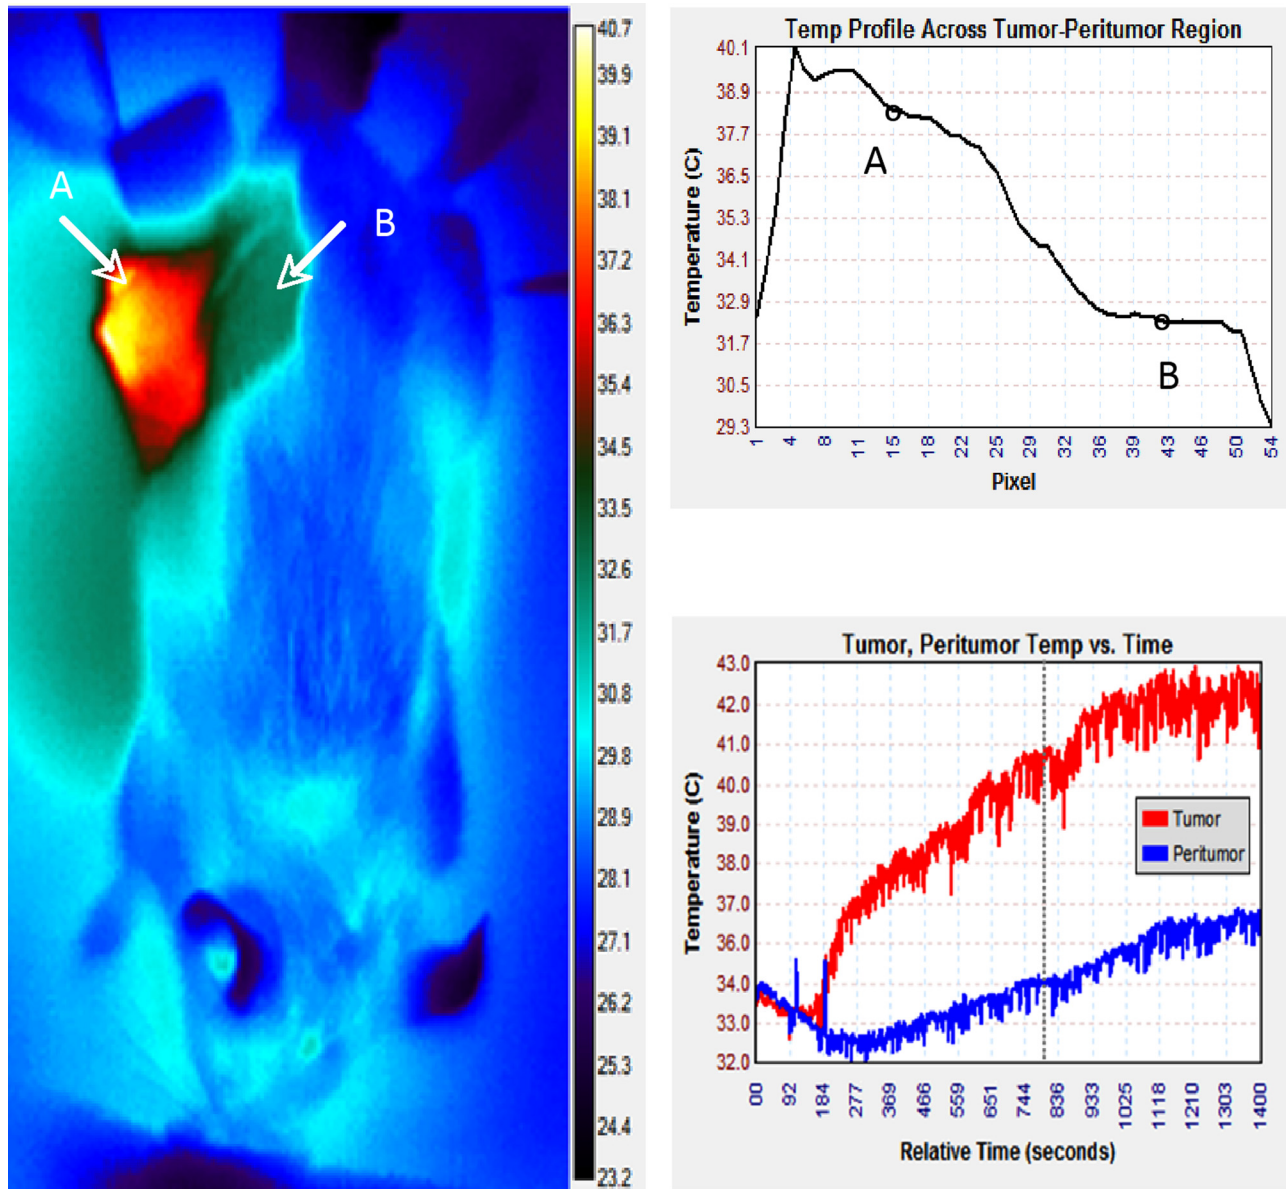 A
B
40.7
39.9
39.1
38.1
37.2
36.3
35.4
34.5
33.5
32.6
31.7
30.8
29.8
28.9
28.1
27.1
26.2
25.3
24.4
23.2
Temp Profile Across Tumor-Peritumor Region
Temperature (C)
40.1
38.9
37.7
36.5
35.3
34.1
32.9
31.7
30.5
29.3
A
B
1 4 8 11 15 18 22 25 29 32 36 39 43 46 50 54
Pixel
Tumor, Peritumor Temp vs. Time
Temperature (C)
43.0
42.0
41.0
40.0
39.0
38.0
37.0
36.0
34.0
33.0
32.0
Tumor
Peritumor
00 92 184 277 369 466 559 651 744 836 933 1025 1118 1210 1303 1400
Relative Time (seconds)